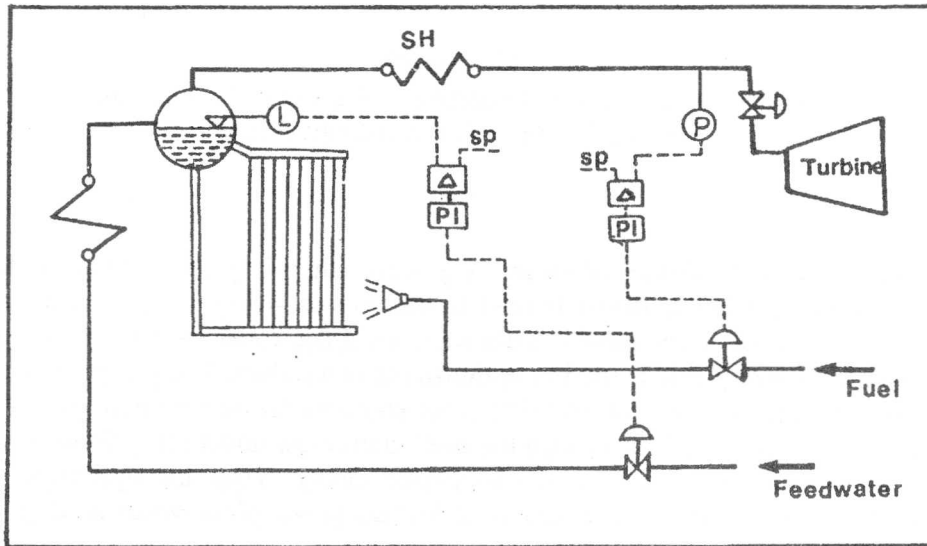 SH
L
sp
P
sp
Turbine
Δ
Δ
PI
PI
Fuel
Feedwater